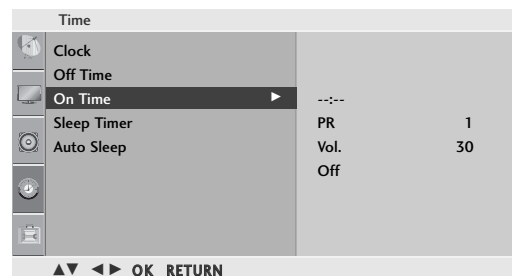 Time
Clock
Off Time
On Time ►
--:--
Sleep Timer
PR 1
Auto Sleep
Vol. 30
Off
▲▼ ◄► OK RETURN